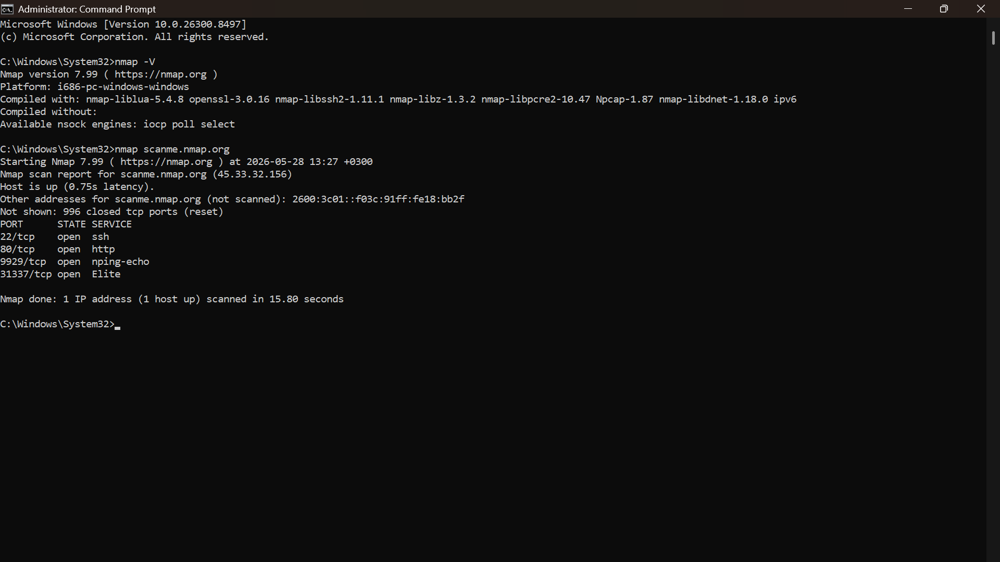 Administrator: Command Prompt
Microsoft Windows [Version 10.0.26300.8497]
(c) Microsoft Corporation. All rights reserved.
C:\Windows\System32>nmap -V
Nmap version 7.99 ( https://nmap.org )
Platform: i686-pc-windows-windows
Compiled with: nmap-liblua-5.4.8 openssl-3.0.16 nmap-libssh2-1.11.1 nmap-libz-1.3.2 nmap-libpcre2-10.47 Npcap-1.87 nmap-libdnet-1.18.0 ipv6
Compiled without:
Available nsock engines: iocp poll select
C:\Windows\System32>nmap scanme.nmap.org
Starting Nmap 7.99 ( https://nmap.org ) at 2026-05-28 13:27 +0300
Nmap scan report for scanme.nmap.org (45.33.32.156)
Host is up (0.75s latency).
Other addresses for scanme.nmap.org (not scanned): 2600:3c01::f03c:91ff:fe18:bb2f
Not shown: 996 closed tcp ports (reset)
PORT      STATE SERVICE
22/tcp    open  ssh
80/tcp    open  http
9929/tcp  open  nping-echo
31337/tcp open  Elite
Nmap done: 1 IP address (1 host up) scanned in 15.80 seconds
C:\Windows\System32>